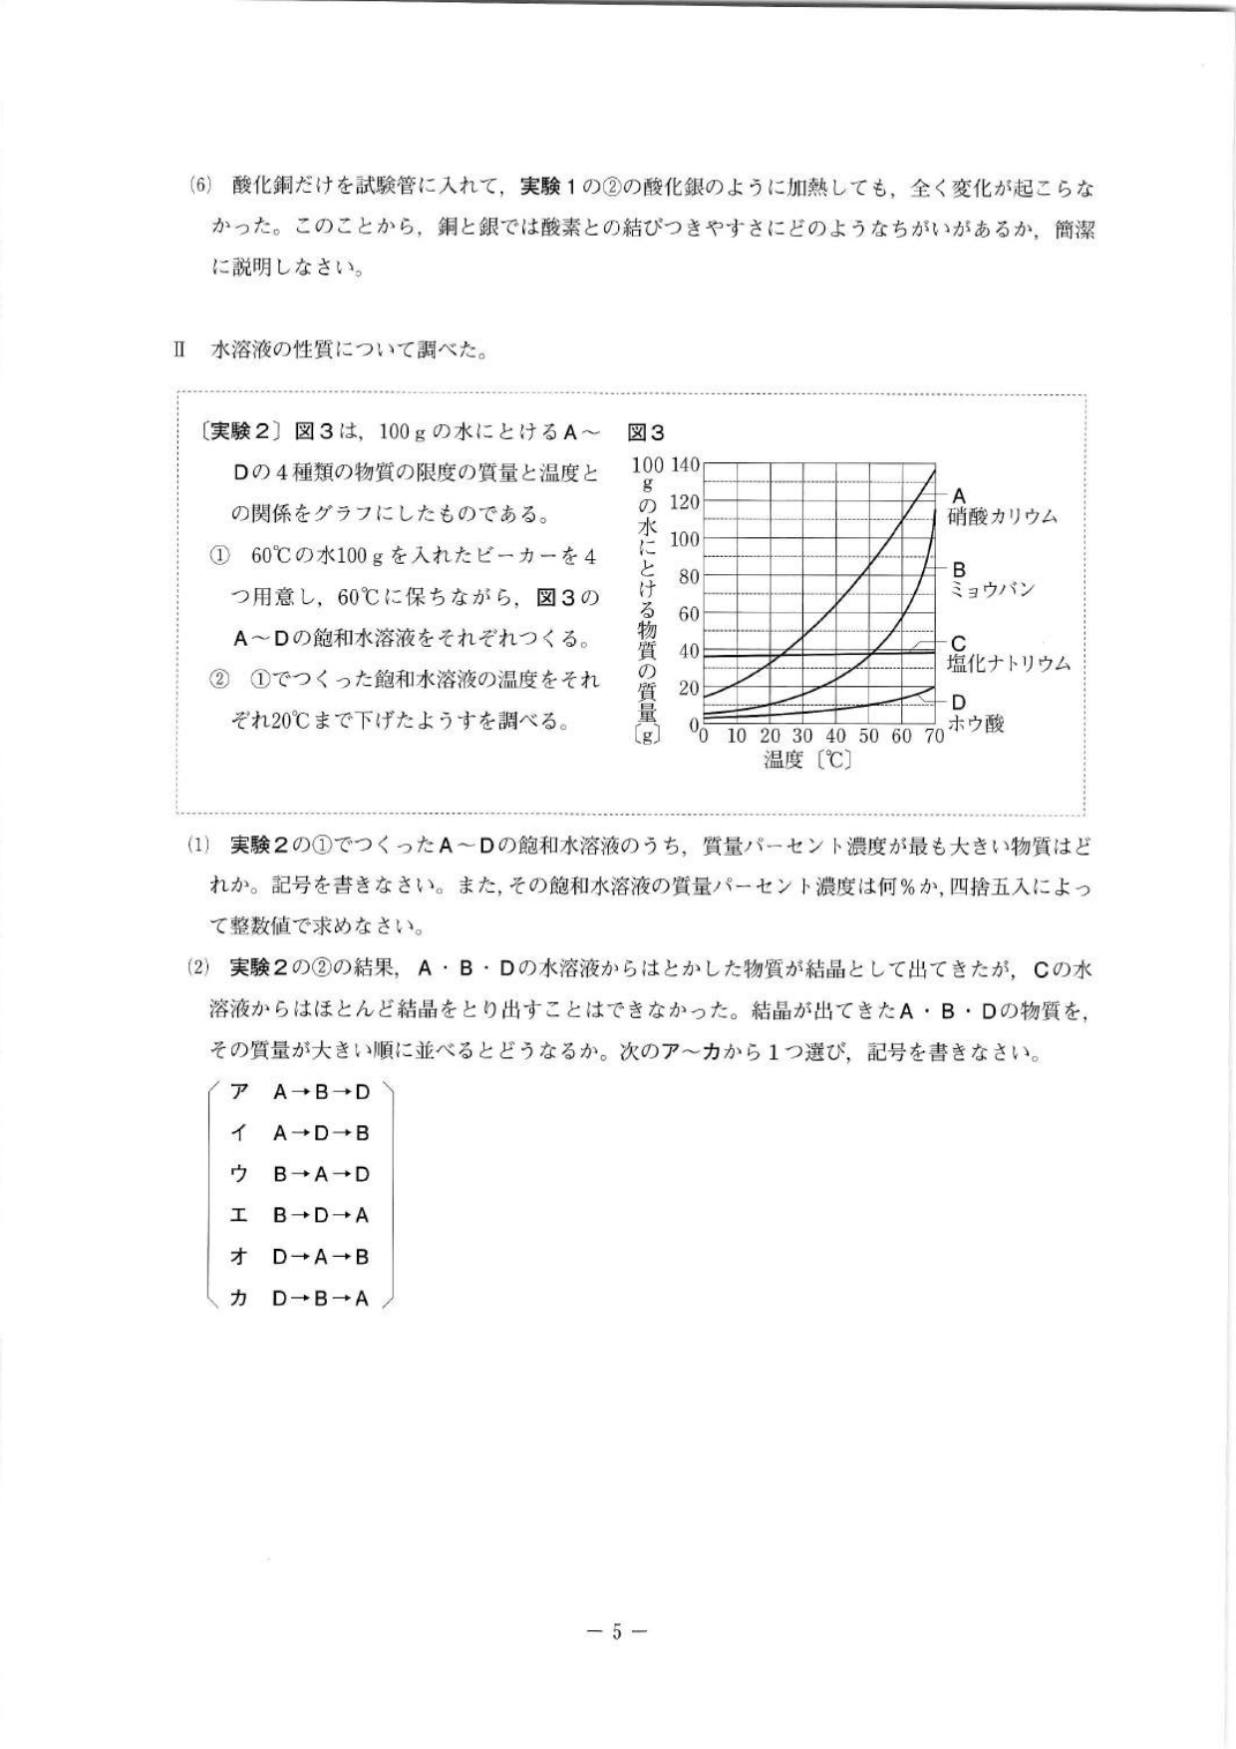 (6) 酸化銅だけを試験管に入れて，実験１の②の酸化銀のように加熱しても，全く変化が起こらな
かった。このことから，銅と銀では酸素との結びつきやすさにどのようなちがいがあるか，簡潔
に説明しなさい。
Ⅱ 水溶液の性質について調べた。
〔実験２〕図３は，100ｇの水にとけるＡ～
Ｄの４種類の物質の限度の質量と温度と
の関係をグラフにしたものである。
① 60℃の水100ｇを入れたビーカーを４
つ用意し，60℃に保ちながら，図３の
Ａ～Ｄの飽和水溶液をそれぞれつくる。
② ①でつくった飽和水溶液の温度をそれ
ぞれ20℃まで下げたようすを調べる。
図３
100ｇの水にとける物質の質量〔g〕
140
120
100
80
60
40
20
0
0 10 20 30 40 50 60 70
温度〔℃〕
A
硝酸カリウム
B
ミョウバン
C
塩化ナトリウム
D
ホウ酸
(1) 実験２の①でつくったＡ～Ｄの飽和水溶液のうち，質量パーセント濃度が最も大きい物質はど
れか。記号を書きなさい。また，その飽和水溶液の質量パーセント濃度は何％か，四捨五入によっ
て整数値で求めなさい。
(2) 実験２の②の結果，Ａ・Ｂ・Ｄの水溶液からはとかした物質が結晶として出てきたが，Ｃの水
溶液からはほとんど結晶をとり出すことはできなかった。結晶が出てきたＡ・Ｂ・Ｄの物質を，
その質量が大きい順に並べるとどうなるか。次のア～カから１つ選び，記号を書きなさい。
ア A→B→D
イ A→D→B
ウ B→A→D
エ B→D→A
オ D→A→B
カ D→B→A
－ 5 －